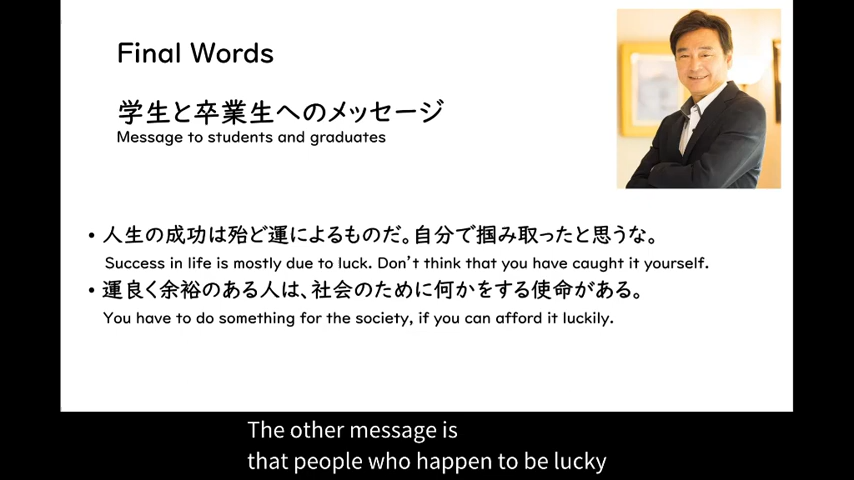 Final Words
学生と卒業生へのメッセージ
Message to students and graduates
• 人生の成功は殆ど運によるものだ。自分で掴み取ったと思うな。
Success in life is mostly due to luck. Don't think that you have caught it yourself.
• 運良く余裕のある人は、社会のために何かをする使命がある。
You have to do something for the society, if you can afford it luckily.
The other message is
that people who happen to be lucky